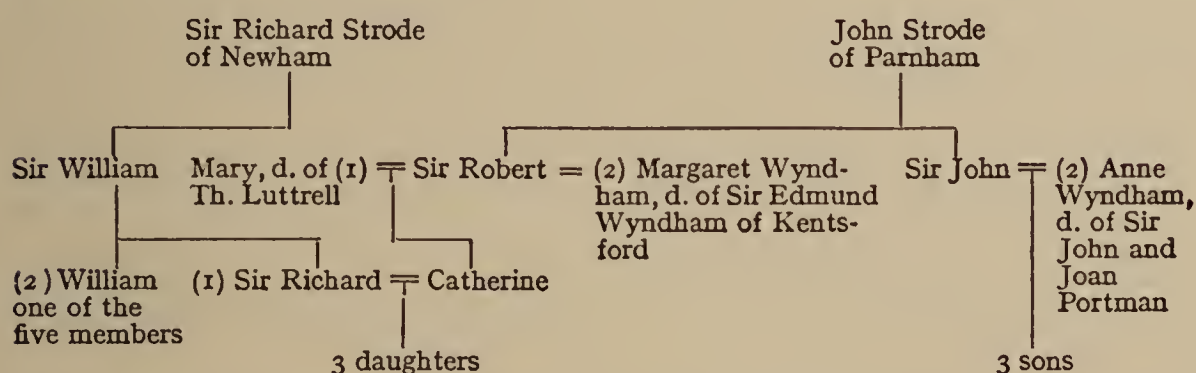 Sir Richard Strode
of Newham
John Strode
of Parnham
Sir William
Mary, d. of (1)
Th. Luttrell
Sir Robert = (2) Margaret Wynd-
ham, d. of Sir Edmund
Wyndham of Kents-
ford
Sir John
(2) Anne
Wyndham,
d. of Sir
John and
Joan
Portman
(2) William
one of the
five members
(1) Sir Richard
Catherine
3 daughters
3 sons